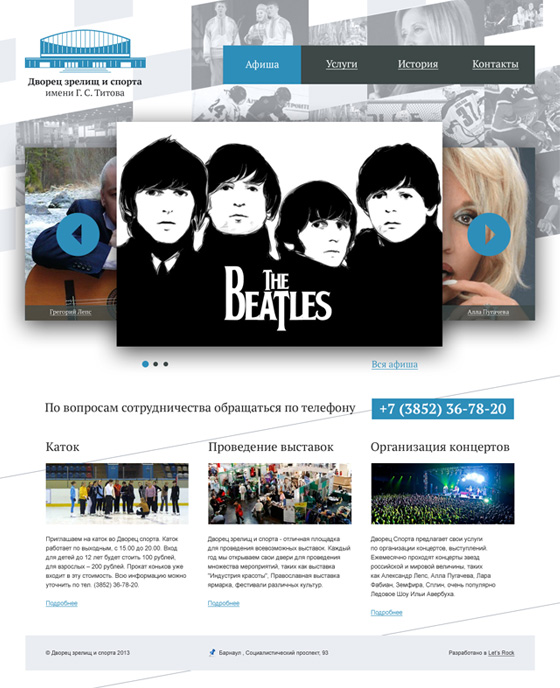 Дворец зрелищ и спорта
имени Г. С. Титова
Афиша
Услуги
История
Контакты
THE
BEATLES
Грегорий Лепс
Алла Пугачева
Вся афиша
По вопросам сотрудничества обращаться по телефону
+7 (3852) 36-78-20
Каток
Приглашаем на каток во Дворец спорта. Каток
работает по выходным, с 15.00 до 20.00. Вход
для детей до 12 лет будет стоить 100 рублей,
для взрослых – 200 рублей. Прокат коньков уже
входит в эту стоимость. Всю информацию можно
уточнить по тел. (3852) 36-78-20.
Подробнее
Проведение выставок
Дворец зрелищ и спорта - отличная площадка
для проведения всевозможных выставок. Каждый
год мы открываем свои двери для проведения
множества мероприятий, таких как выставка
"Индустрия красоты", Православная выставка
ярмарка, фестивали различных культур.
Подробнее
Организация концертов
Дворец Спорта предлагает свои услуги
по организации концертов, выступлений.
Ежемесячно проходят концерты звезд
российской и мировой величины, таких
как Александр Лепс, Алла Пугачева, Лара
Фабиан, Земфира, Сплин, очень популярно
Ледовое Шоу Ильи Авербуха.
Подробнее
© Дворец зрелищ и спорта 2013
Барнаул , Социалистический проспект, 93
Разработано в Let's Rock